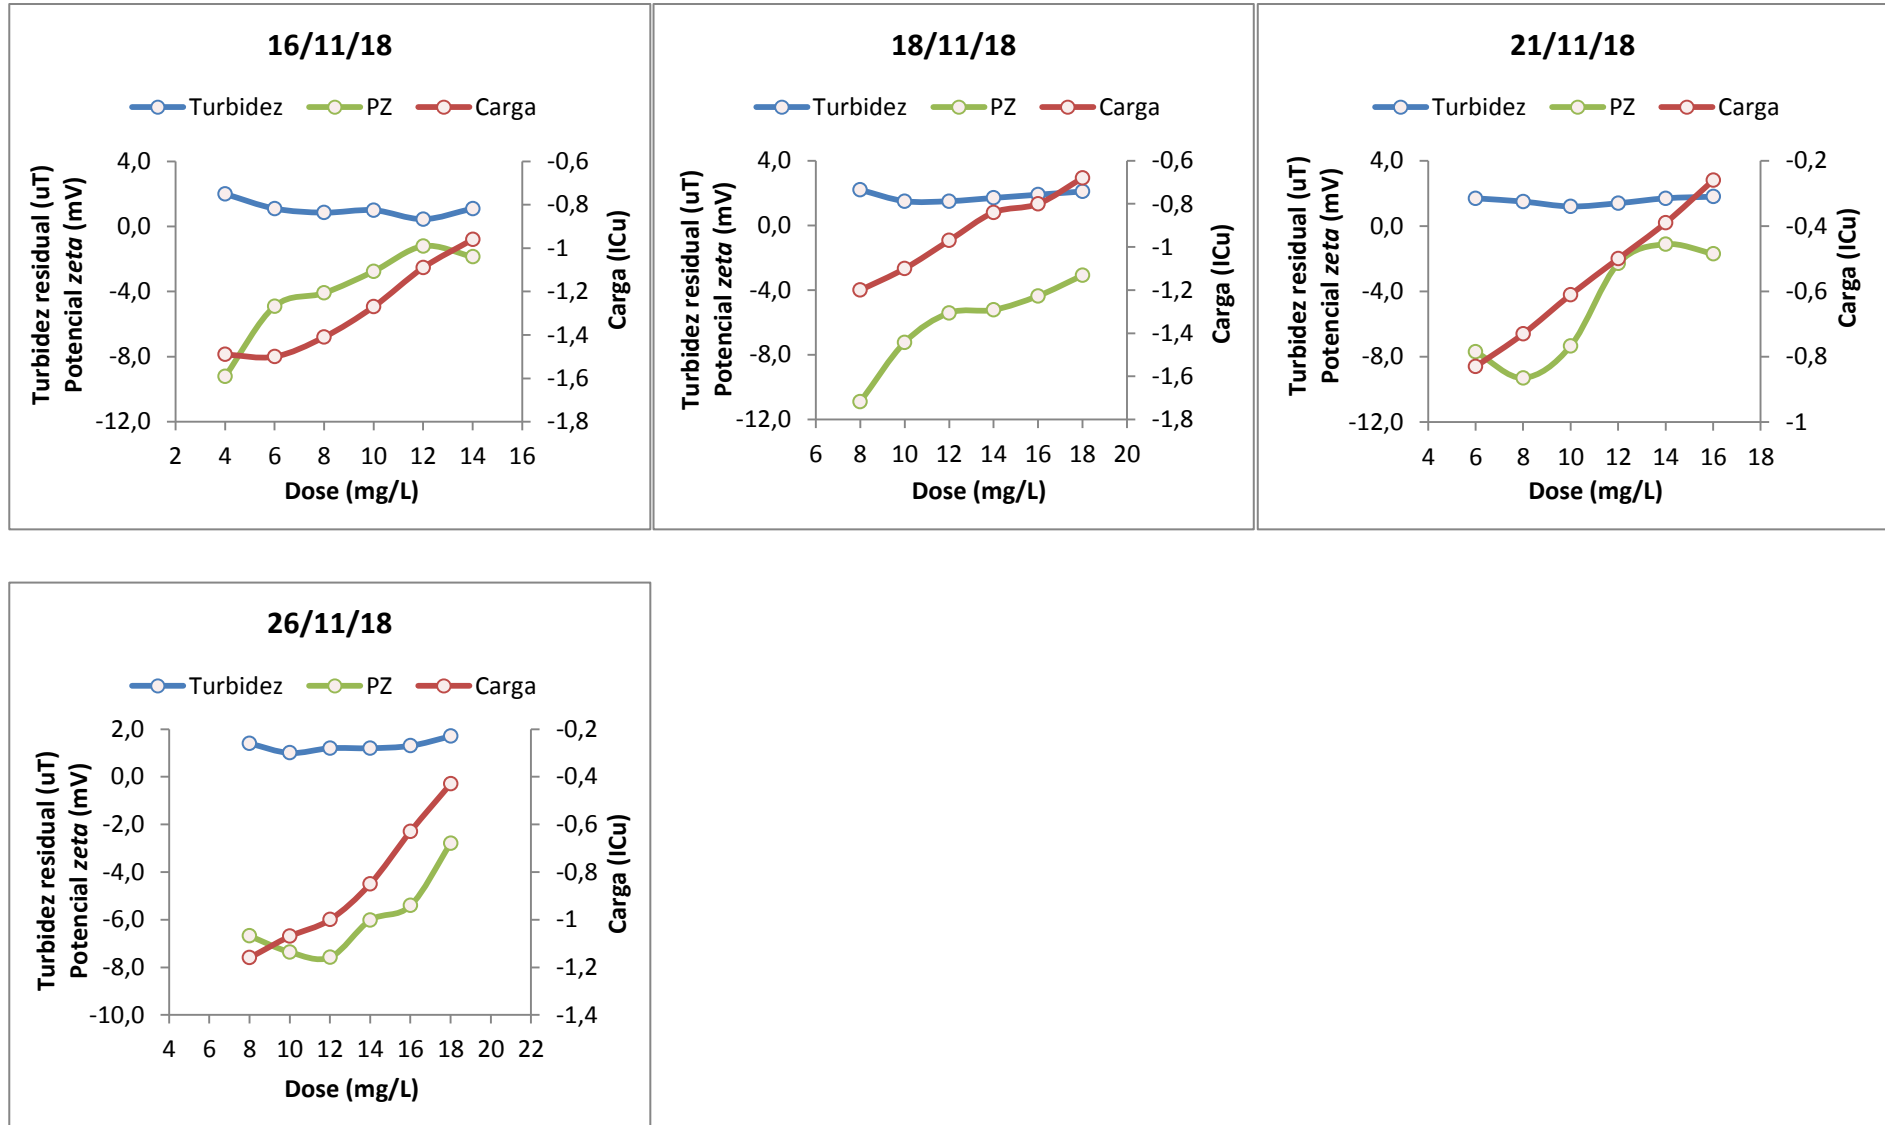 16/11/18
Turbidez PZ Carga
Turbidez residual (uT)
Potencial zeta (mV)
4,0
0,0
-4,0
-8,0
-12,0
-0,6
-0,8
-1
-1,2
-1,4
-1,6
-1,8
Carga (ICu)
2 4 6 8 10 12 14 16
Dose (mg/L)
18/11/18
Turbidez PZ Carga
Turbidez residual (uT)
Potencial zeta (mV)
4,0
0,0
-4,0
-8,0
-12,0
-0,6
-0,8
-1
-1,2
-1,4
-1,6
-1,8
Carga (ICu)
6 8 10 12 14 16 18 20
Dose (mg/L)
21/11/18
Turbidez PZ Carga
Turbidez residual (uT)
Potencial zeta (mV)
4,0
0,0
-4,0
-8,0
-12,0
-0,2
-0,4
-0,6
-0,8
-1
Carga (ICu)
4 6 8 10 12 14 16 18
Dose (mg/L)
26/11/18
Turbidez PZ Carga
Turbidez residual (uT)
Potencial zeta (mV)
2,0
0,0
-2,0
-4,0
-6,0
-8,0
-10,0
-0,2
-0,4
-0,6
-0,8
-1
-1,2
-1,4
Carga (ICu)
4 6 8 10 12 14 16 18 20 22
Dose (mg/L)